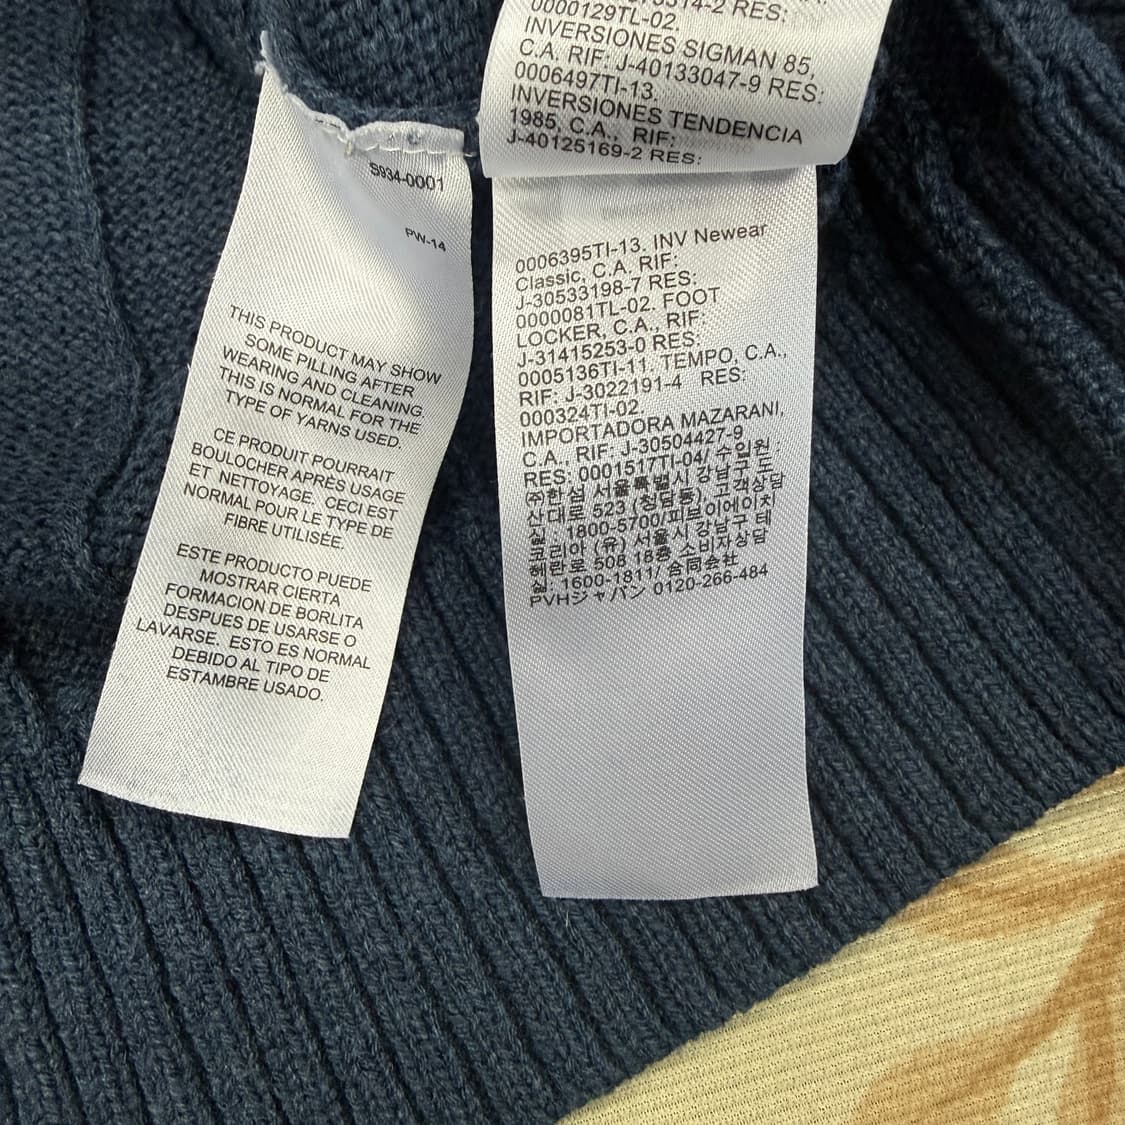 S934-0001
PW-14
THIS PRODUCT MAY SHOW
SOME PILLING AFTER
WEARING AND CLEANING.
THIS IS NORMAL FOR THE
TYPE OF YARNS USED.
CE PRODUIT POURRAIT
BOULOCHER APRÈS USAGE
ET NETTOYAGE. CECI EST
NORMAL POUR LE TYPE DE
FIBRE UTILISÉE.
ESTE PRODUCTO PUEDE
MOSTRAR CIERTA
FORMACION DE BORLITA
DESPUES DE USARSE O
LAVARSE. ESTO ES NORMAL
DEBIDO AL TIPO DE
ESTAMBRE USADO.
RES:
0000129TL-02.
INVERSIONES SIGMAN 85,
C.A. RIF: J-40133047-9 RES:
0006497TI-13.
INVERSIONES TENDENCIA
1985, C.A., RIF:
J-40125169-2 RES:
0006395TI-13. INV Newear
Classic, C.A. RIF:
J-30533198-7 RES:
0000081TL-02. FOOT
LOCKER, C.A., RIF:
J-31415253-0 RES:
0005136TI-11. TEMPO, C.A.,
RIF: J-3022191-4 RES:
000324TI-02.
IMPORTADORA MAZARANI,
C.A., RIF: J-30504427-9
RES: 0001517TI-04/ 수입원 :
㈜한섬 서울특별시 강남구 도
산대로 523 (청담동) 고객상담
실 : 1800-5700/피브이에이치
코리아 (유) 서울시 강남구 테
헤란로 508 18층 소비자상담
실: 1600-1811/ 合同会社
PVHジャパン 0120-266-484